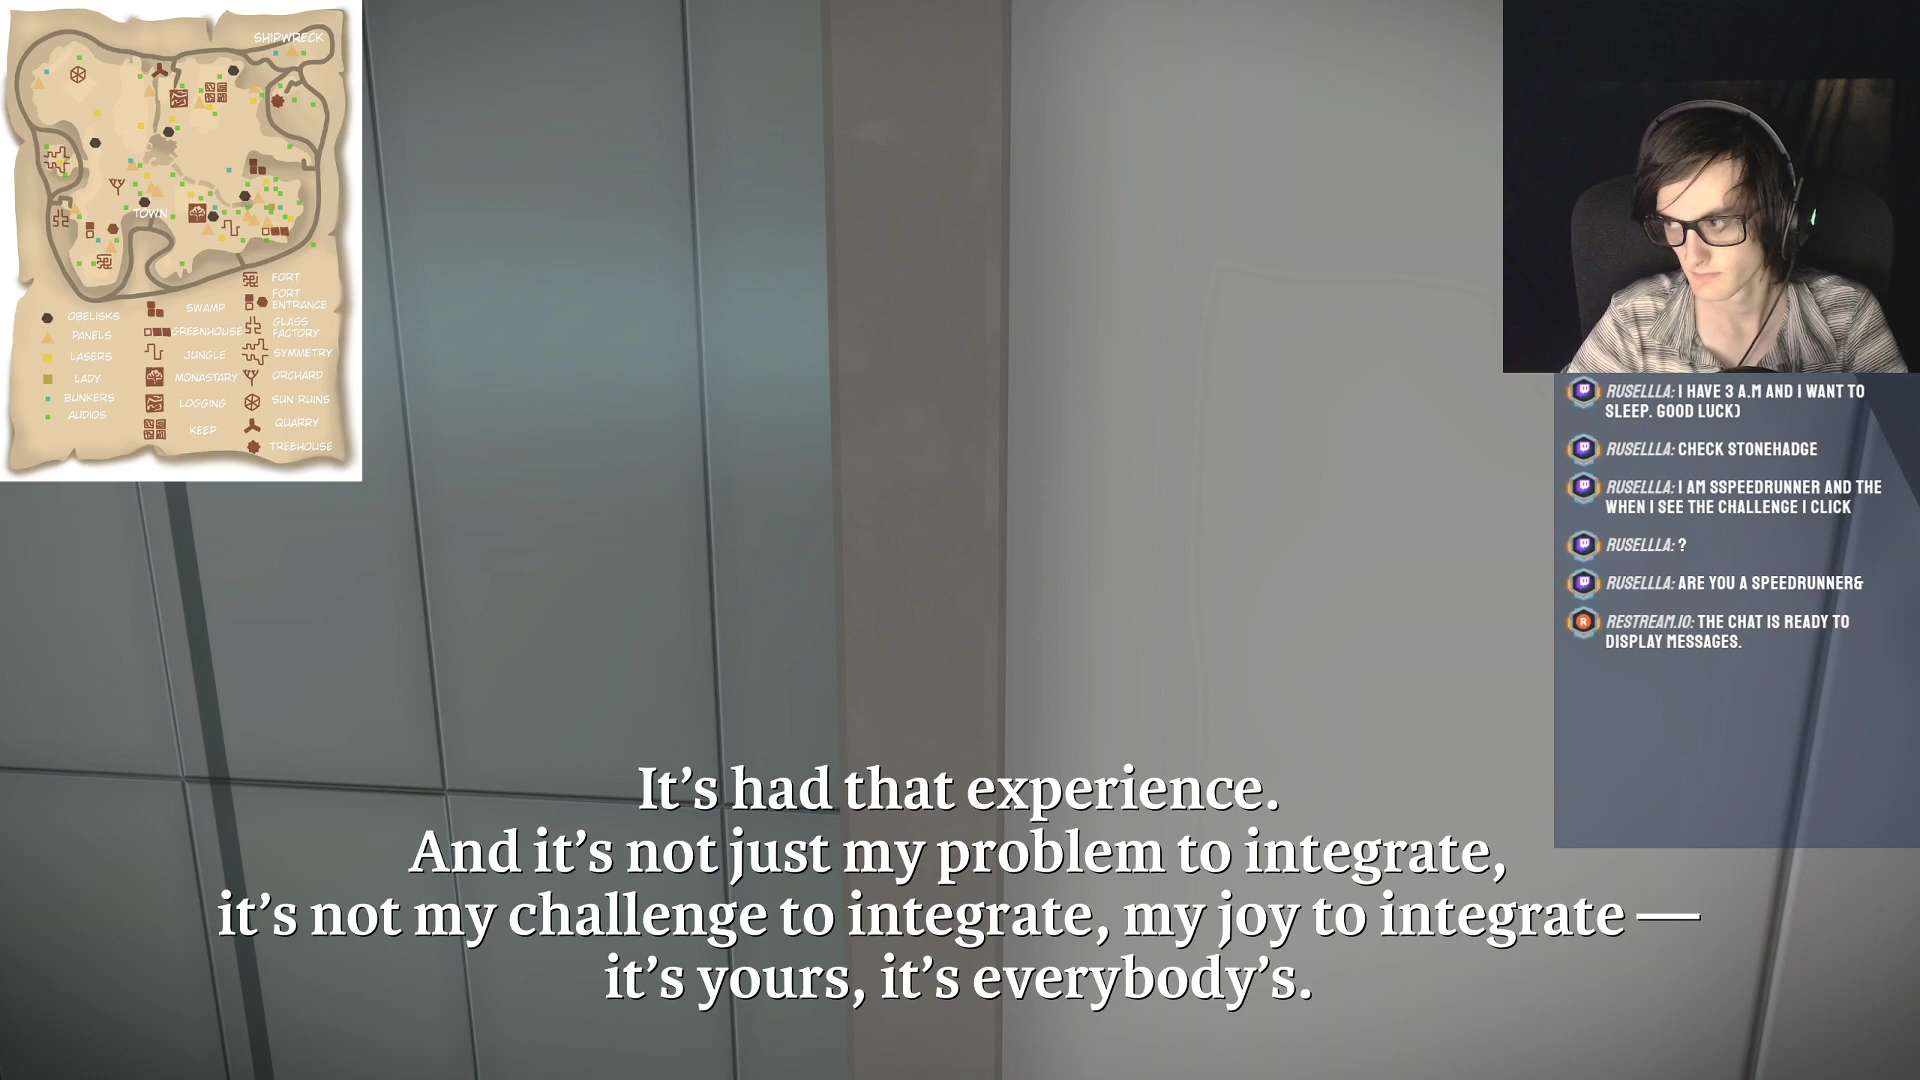 SHIPWRECK
TOWN
OBELISKS
PANELS
LASERS
LADY
BUNKERS
AUDIOS
SWAMP
GREENHOUSE
JUNGLE
MONASTARY
LOGGING
KEEP
FORT
FORT
ENTRANCE
GLASS
FACTORY
SYMMETRY
ORCHARD
SUN RUINS
QUARRY
TREEHOUSE
RUSELLLA: I HAVE 3 A.M AND I WANT TO
SLEEP. GOOD LUCK)
RUSELLLA: CHECK STONEHADGE
RUSELLLA: I AM SSPEEDRUNNER AND THE
WHEN I SEE THE CHALLENGE I CLICK
RUSELLLA: ?
RUSELLLA: ARE YOU A SPEEDRUNNER&
R
RESTREAM.IO: THE CHAT IS READY TO
DISPLAY MESSAGES.
It’s had that experience.
And it’s not just my problem to integrate,
it’s not my challenge to integrate, my joy to integrate —
it’s yours, it’s everybody’s.